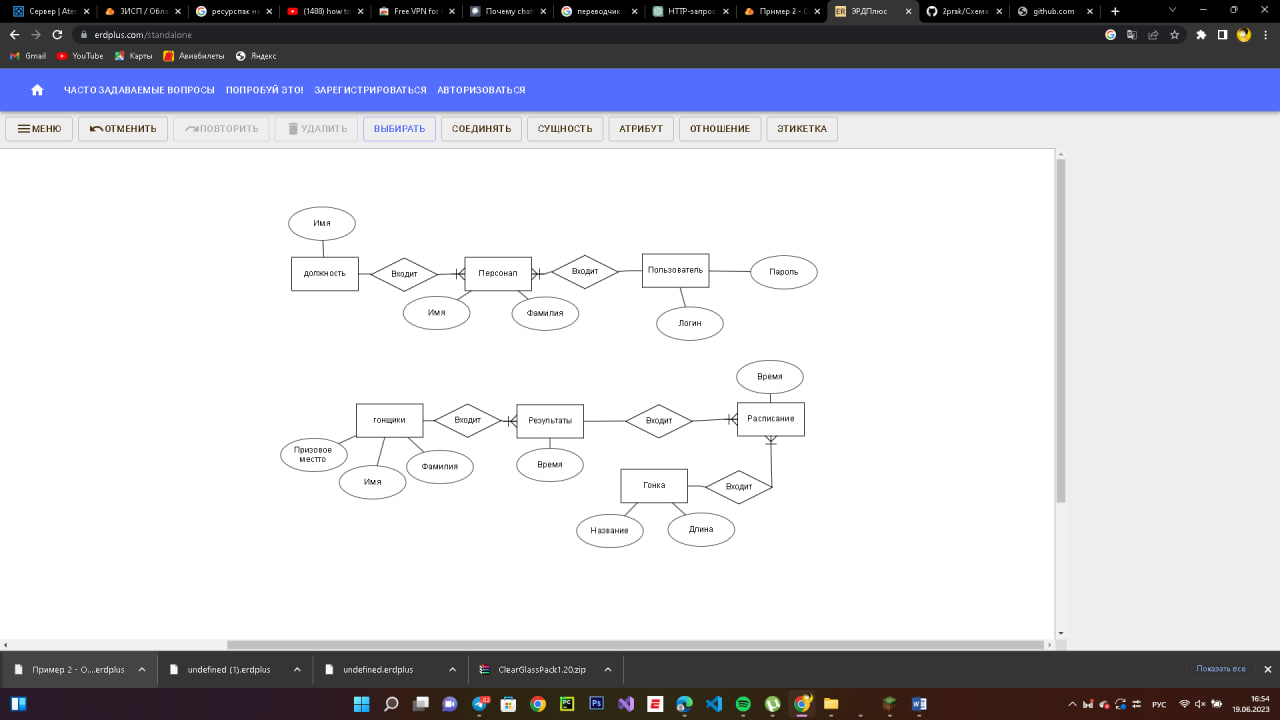 Сервер | Ater
ЗИСП / Обла
ресурспак не
(1488) how to
Free VPN for
Почему chat
переводчик -
HTTP-запрос
Пример 2 - О
ЭРДПлюс
2prak/Схема
github.com
erdplus.com/standalone
Gmail YouTube Карты Авиабилеты Яндекс
ЧАСТО ЗАДАВАЕМЫЕ ВОПРОСЫ ПОПРОБУЙ ЭТО! ЗАРЕГИСТРИРОВАТЬСЯ АВТОРИЗОВАТЬСЯ
МЕНЮ ОТМЕНИТЬ ПОВТОРИТЬ УДАЛИТЬ ВЫБИРАТЬ СОЕДИНЯТЬ СУЩНОСТЬ АТРИБУТ ОТНОШЕНИЕ ЭТИКЕТКА
Имя
должность Входит Персонал Входит Пользователь Пароль
Имя Фамилия Логин
Время
гонщики Входит Результаты Входит Расписание
Призовое
местто
Имя Фамилия Время
Гонка Входит
Название Длина
Пример 2 - О....erdplus undefined (1).erdplus undefined.erdplus ClearGlassPack1.20.zip Показать все
РУС 16:54
19.06.2023